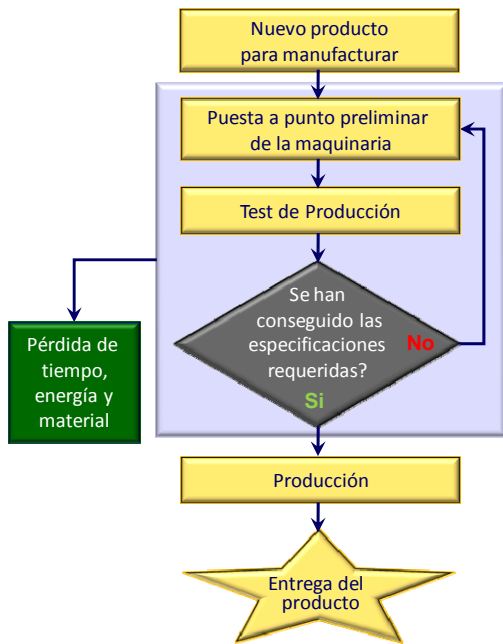 Nuevo producto
para manufacturar
Puesta a punto preliminar
de la maquinaria
Test de Producción
Se han
conseguido las
especificaciones
requeridas?
No
Si
Pérdida de
tiempo,
energía y
material
Producción
Entrega del
producto